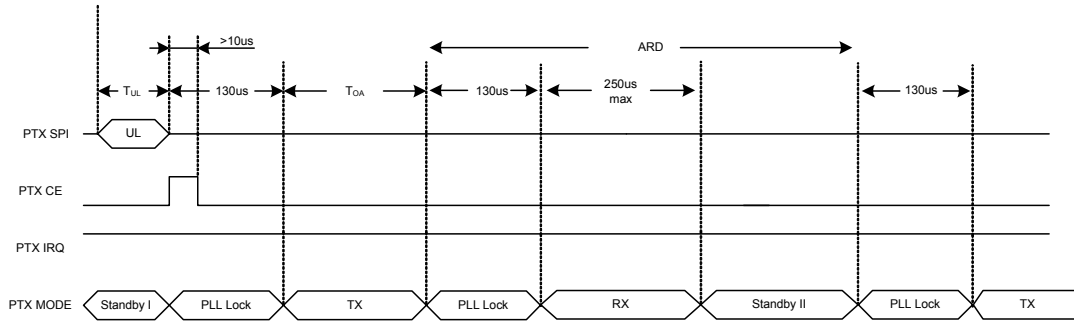 >10us
ARD
TUL
130us
TOA
130us
250us
max
130us
PTX SPI
UL
PTX CE
PTX IRQ
PTX MODE
Standby I
PLL Lock
TX
PLL Lock
RX
Standby II
PLL Lock
TX